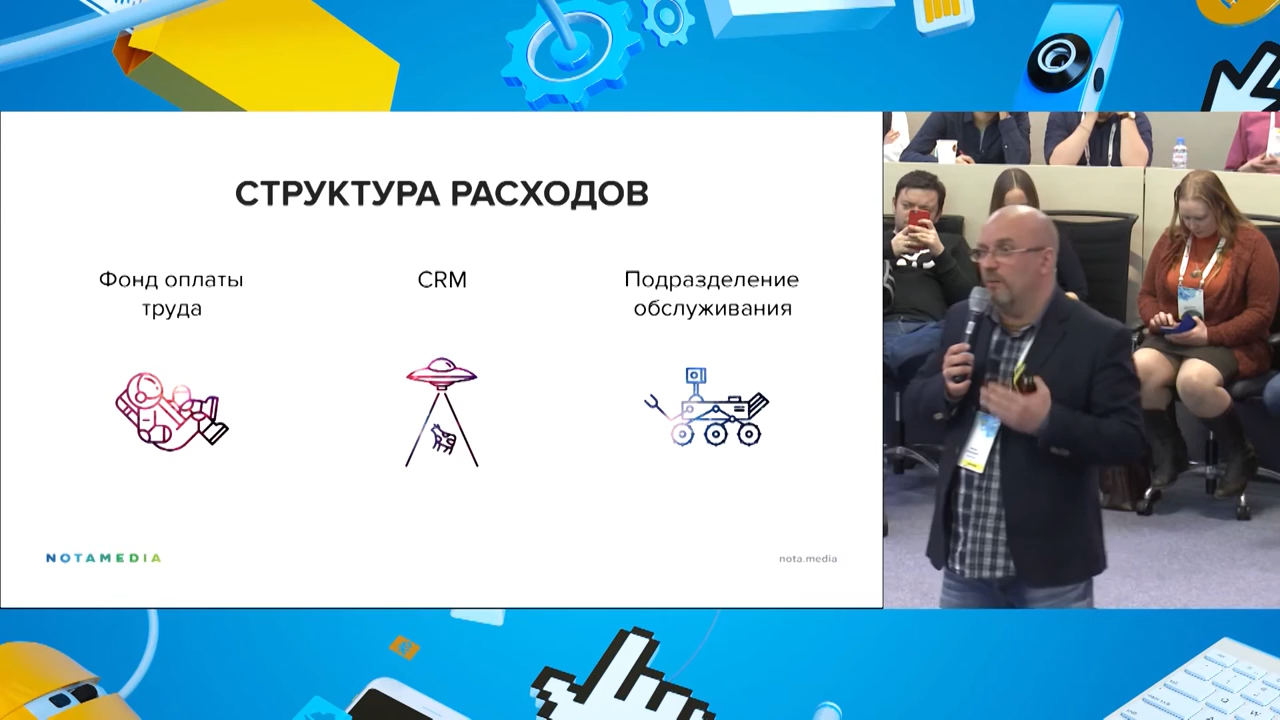 СТРУКТУРА РАСХОДОВ
Фонд оплаты
труда
CRM
Подразделение
обслуживания
NOTAMEDIA
nota.media